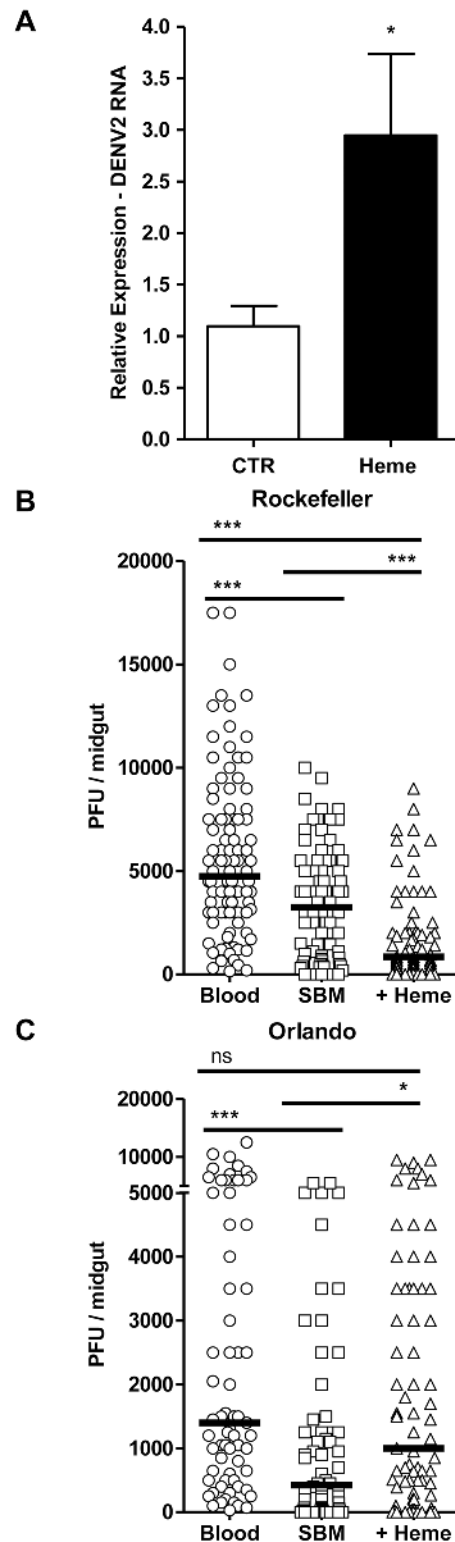 A
*
Relative Expression - DENV2 RNA
4.0
3.5
3.0
2.5
2.0
1.5
1.0
0.5
0.0
CTR Heme
B
Rockefeller
***
***
***
PFU / midgut
20000
15000
10000
5000
0
Blood SBM + Heme
C
Orlando
ns
*
***
PFU / midgut
20000
10000
5000
4000
3000
2000
1000
0
Blood SBM + Heme